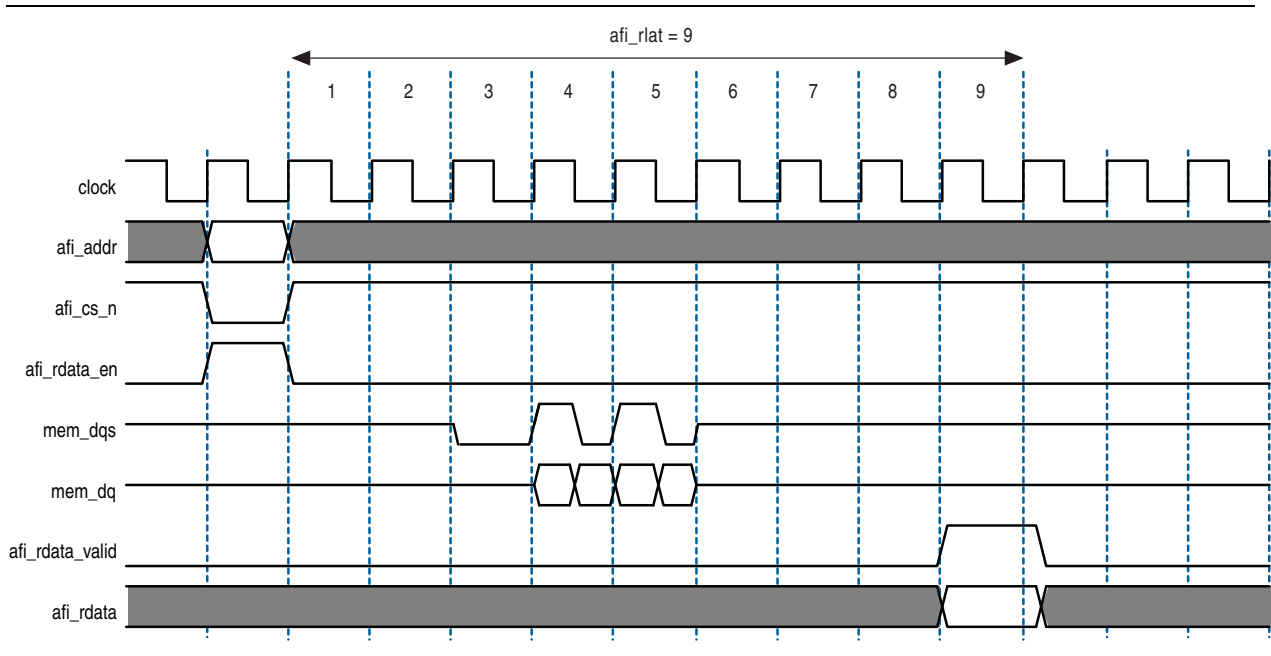 afi_rlat = 9
1 2 3 4 5 6 7 8 9
clock
afi_addr
afi_cs_n
afi_rdata_en
mem_dqs
mem_dq
afi_rdata_valid
afi_rdata